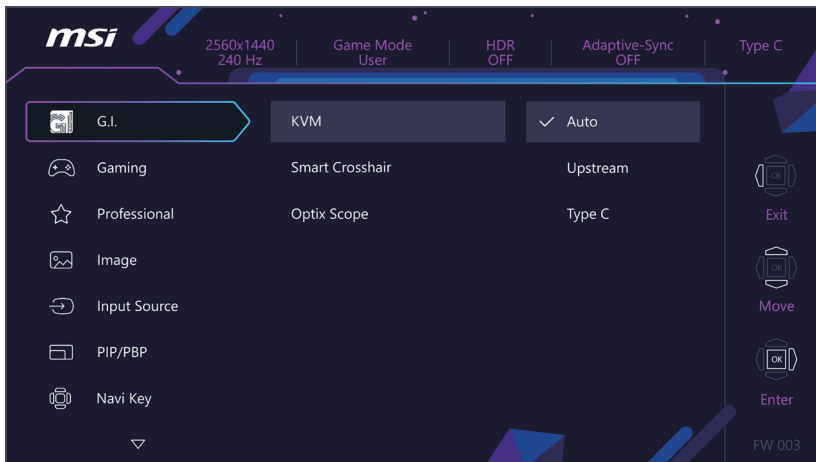 msi
2560x1440
240 Hz
Game Mode
User
HDR
OFF
Adaptive-Sync
OFF
Type C
G.I.
KVM
Auto
Gaming
Smart Crosshair
Upstream
Professional
Optix Scope
Type C
Image
Input Source
PIP/PBP
Navi Key
OK
Exit
OK
Move
OK
Enter
FW 003